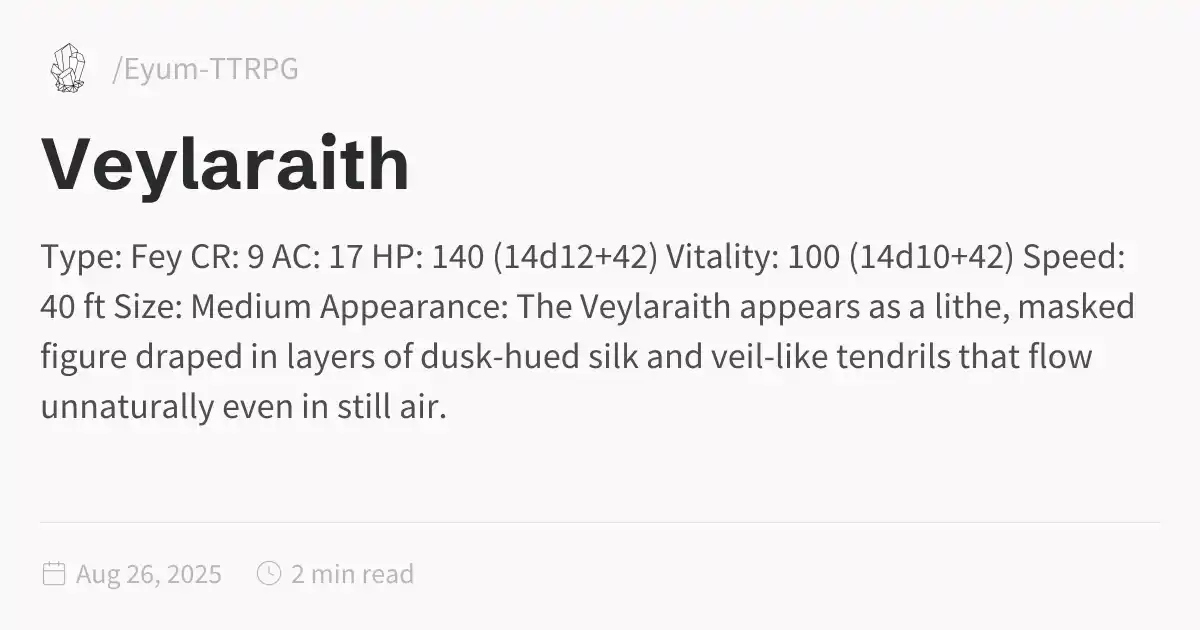 /Eyum-TTRPG
Veylaraith
Type: Fey CR: 9 AC: 17 HP: 140 (14d12+42) Vitality: 100 (14d10+42) Speed:
40 ft Size: Medium Appearance: The Veylaraith appears as a lithe, masked
figure draped in layers of dusk-hued silk and veil-like tendrils that flow
unnaturally even in still air.
Aug 26, 2025 2 min read